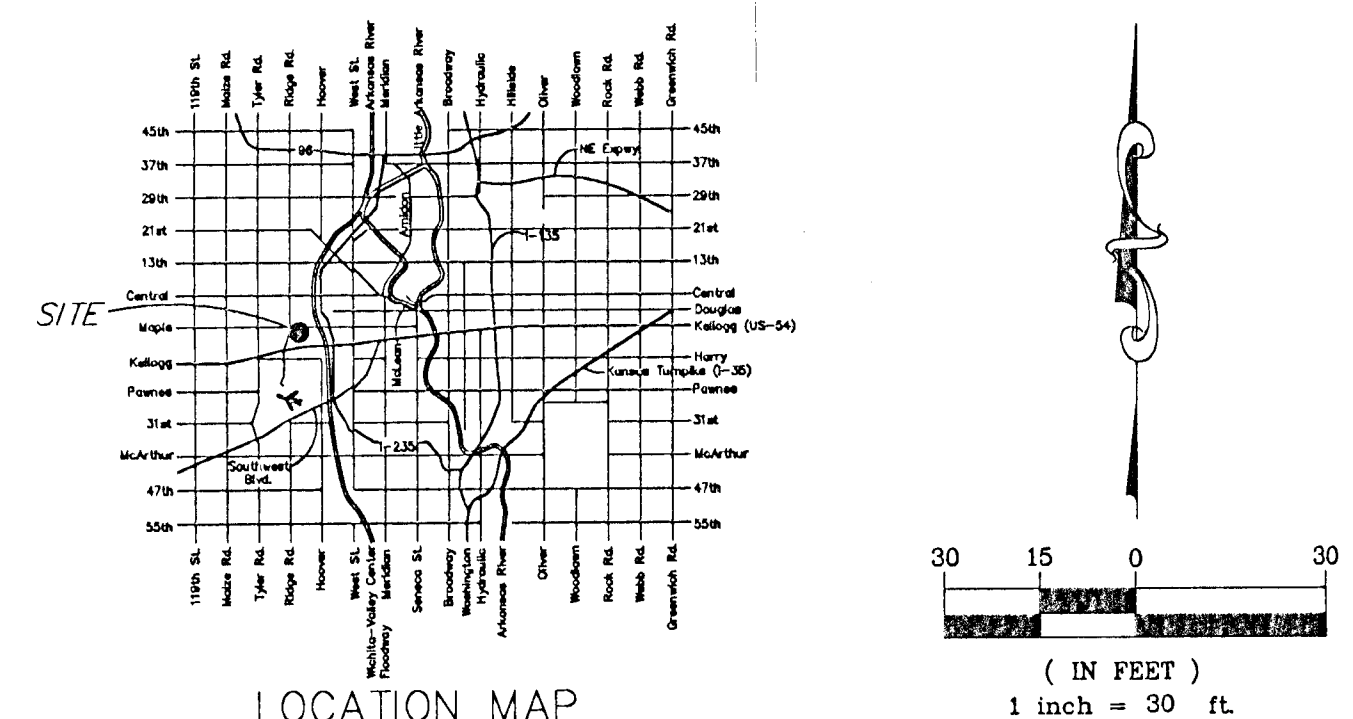 119th St.
Maize Rd.
Tyler Rd.
Ridge Rd.
Hoover
West St.
Arkansas River
Meridian
Little Arkansas River
Broadway
Hydraulic
Hillside
Oliver
Woodlawn
Rock Rd.
Webb Rd.
Greenwich Rd.
45th
45th
96
NE Expwy.
37th
37th
29th
29th
Amidon
21st
21st
I-135
13th
13th
Central
Central
SITE
Douglas
Maple
Kellogg (US-54)
McLean
Kellogg
Harry
Kansas Turnpike (I-35)
Pawnee
Pawnee
31st
31st
I-235
McArthur
McArthur
Southwest
Blvd.
47th
47th
55th
55th
119th St.
Maize Rd.
Tyler Rd.
Ridge Rd.
Hoover
West St.
Wichita-Valley Center
Floodway
Meridian
Seneca St.
Broadway
Washington
Hydraulic
Arkansas River
Oliver
Woodlawn
Rock Rd.
Webb Rd.
Greenwich Rd.
LOCATION MAP
30 15 0 30
( IN FEET )
1 inch = 30 ft.